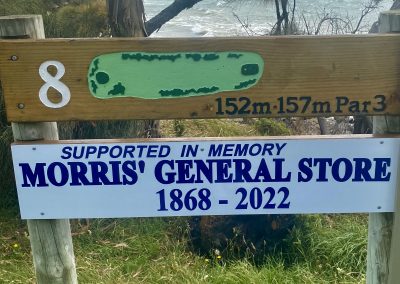 8
152m-157m Par 3
SUPPORTED IN MEMORY
MORRIS' GENERAL STORE
1868 - 2022